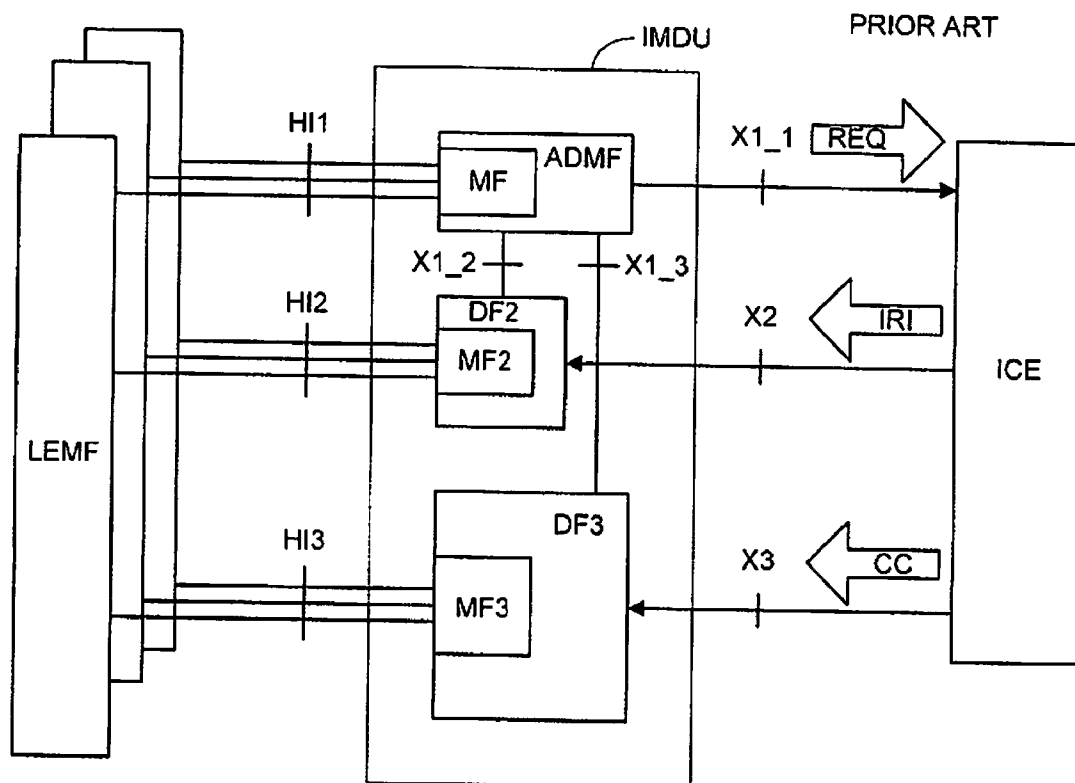 PRIOR ART
IMDU
HI1
ADMF
MF
X1_1
REQ
X1_2
X1_3
HI2
DF2
MF2
X2
IRI
ICE
LEMF
HI3
DF3
MF3
X3
CC